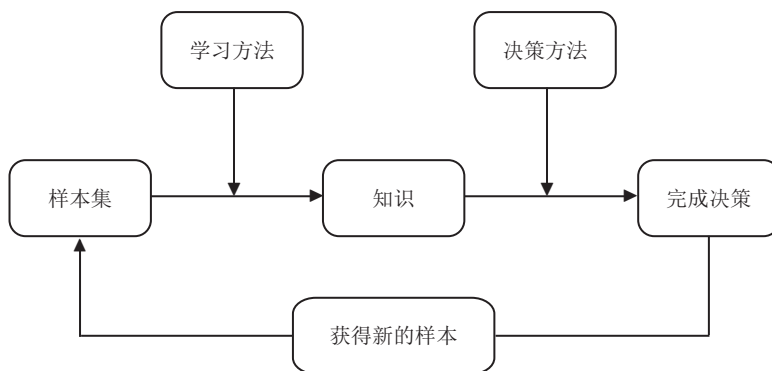 学习方法
决策方法
样本集
知识
完成决策
获得新的样本